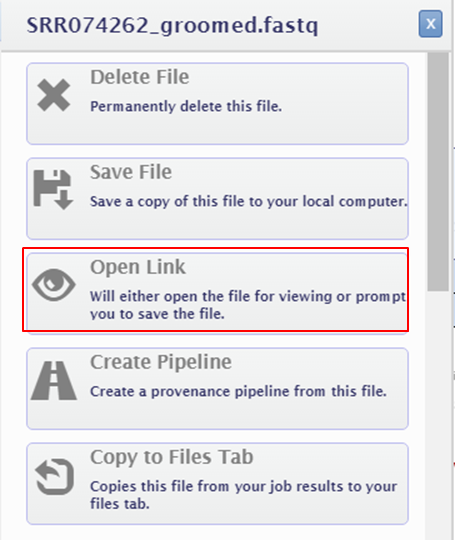 SRR074262_groomed.fastq
X
Delete File
Permanently delete this file.
Save File
Save a copy of this file to your local computer.
Open Link
Will either open the file for viewing or prompt
you to save the file.
Create Pipeline
Create a provenance pipeline from this file.
Copy to Files Tab
Copies this file from your job results to your
files tab.